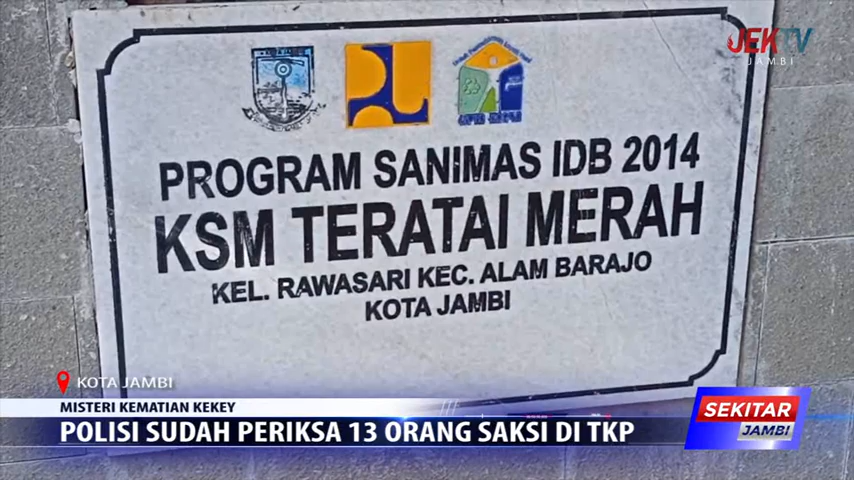 JEKTV
JAMBI
PROGRAM SANIMAS IDB 2014
KSM TERATAI MERAH
KEL. RAWASARI KEC. ALAM BARAJO
KOTA JAMBI
KOTA JAMBI
MISTERI KEMATIAN KEKEY
POLISI SUDAH PERIKSA 13 ORANG SAKSI DI TKP
SEKITAR
JAMBI